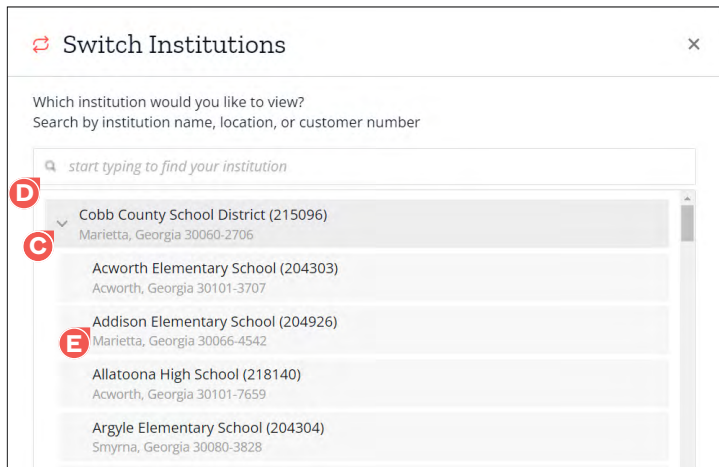 Switch Institutions
Which institution would you like to view?
Search by institution name, location, or customer number
start typing to find your institution
D
Cobb County School District (215096)
Marietta, Georgia 30060-2706
C
Acworth Elementary School (204303)
Acworth, Georgia 30101-3707
Addison Elementary School (204926)
E
Marietta, Georgia 30066-4542
Allatoona High School (218140)
Acworth, Georgia 30101-7659
Argyle Elementary School (204304)
Smyrna, Georgia 30080-3828